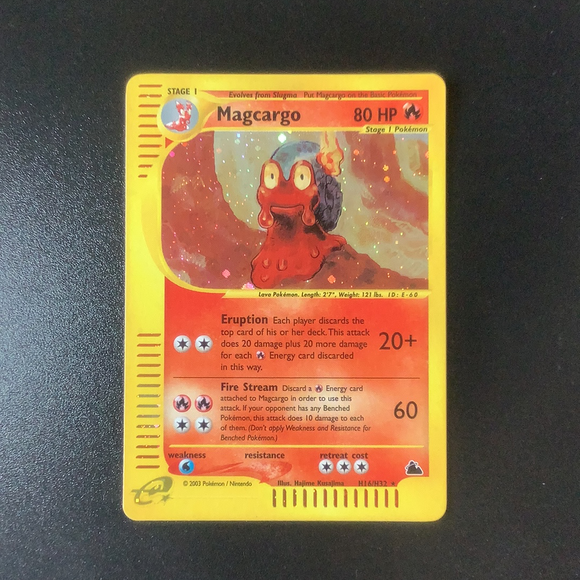 STAGE 1
Evolves from Slugma Put Magcargo on the Basic Pokémon
Magcargo 80 HP
Stage 1 Pokémon
Lava Pokémon. Length: 2'7", Weight: 121 lbs. ID: E-60
Eruption Each player discards the
top card of his or her deck. This attack
does 20 damage plus 20 more damage
for each Energy card discarded
in this way.
20+
Fire Stream Discard a Energy card
attached to Magcargo in order to use this
attack. If your opponent has any Benched
Pokémon, this attack does 10 damage to each
of them. (Don't apply Weakness and Resistance for
Benched Pokémon.)
60
weakness resistance retreat cost
© 2003 Pokémon / Nintendo Illus. Hajime Kusajima H16/H32 ★
e